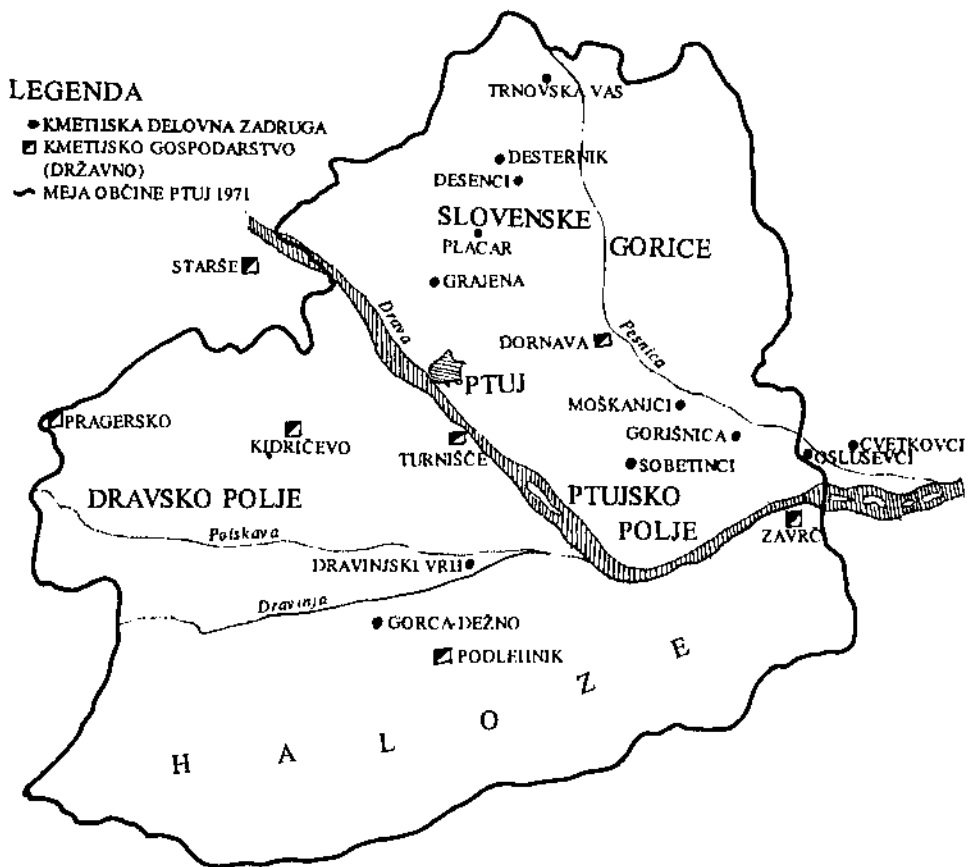 LEGENDA
KMETIJSKA DELOVNA ZADRUGA
KMETIJSKO GOSPODARSTVO
(DRŽAVNO)
MEJA OBČINE PTUJ 1971
TRNOVSKA VAS
DESTERNIK
DESENCI
SLOVENSKE
GORICE
PLACAR
STARŠE
GRAJENA
Drava
DORNAVA
Pesnica
PTUJ
MOŠKANJCI
PRAGERSKO
KIDRIČEVO
TURNIŠČE
GORIŠNICA
CVETKOVCI
OSLUŠEVCI
SOBETINCI
DRAVSKO POLJE
PTUJSKO
POLJE
ZAVRČ
Polskava
DRAVINJSKI VRH
Dravinja
GORCA-DEŽNO
PODLEHNIK
HALOZE